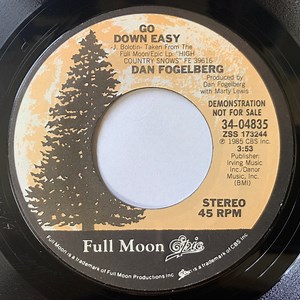 GO
DOWN EASY
-J. Bolotin- Taken From The
Full Moon/Epic Lp: "HIGH
COUNTRY SNOWS" FE 39616
DAN FOGELBERG
Produced by
Dan Fogelberg
with Marty Lewis
DEMONSTRATION
NOT FOR SALE
34-04835
ZSS 173244
℗ 1985 CBS Inc.
3:53
Publisher:
Irving Music
Inc./Danor
Music, Inc.
(BMI)
STEREO
45 RPM
Full Moon Epic
Full Moon is a trademark of Full Moon Productions Inc.
is a trademark of CBS Inc.